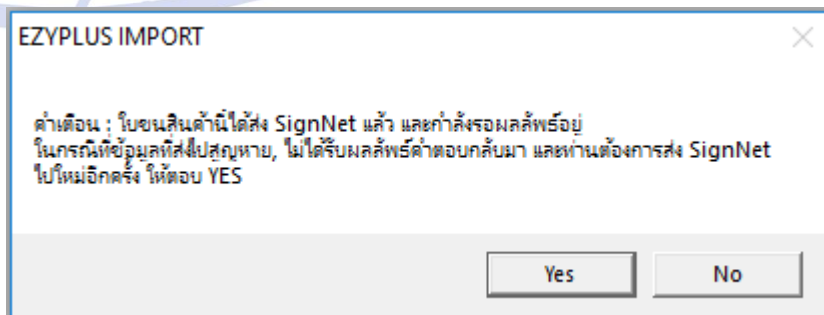 EZYPLUS IMPORT
คำเตือน : ใบขนสินค้านี้ได้ส่ง SignNet แล้ว และกำลังรอผลลัพธ์อยู่
ในกรณีที่ข้อมูลที่ส่งไปสูญหาย, ไม่ได้รับผลลัพธ์คำตอบกลับมา และท่านต้องการส่ง SignNet
ไปใหม่อีกครั้ง ให้ตอบ YES
Yes No